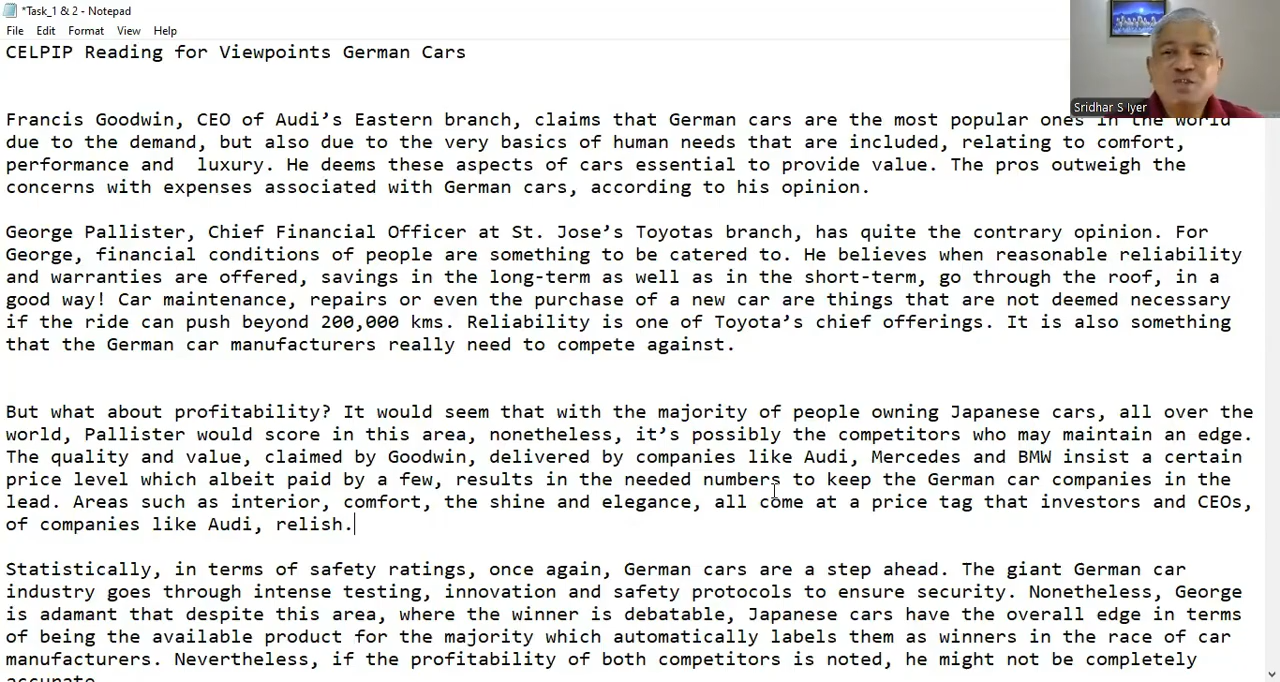 *Task_1 & 2 - Notepad
File Edit Format View Help
CELPIP Reading for Viewpoints German Cars
Sridhar S Iyer
Francis Goodwin, CEO of Audi’s Eastern branch, claims that German cars are the most popular ones in the world
due to the demand, but also due to the very basics of human needs that are included, relating to comfort,
performance and luxury. He deems these aspects of cars essential to provide value. The pros outweigh the
concerns with expenses associated with German cars, according to his opinion.
George Pallister, Chief Financial Officer at St. Jose’s Toyotas branch, has quite the contrary opinion. For
George, financial conditions of people are something to be catered to. He believes when reasonable reliability
and warranties are offered, savings in the long-term as well as in the short-term, go through the roof, in a
good way! Car maintenance, repairs or even the purchase of a new car are things that are not deemed necessary
if the ride can push beyond 200,000 kms. Reliability is one of Toyota’s chief offerings. It is also something
that the German car manufacturers really need to compete against.
But what about profitability? It would seem that with the majority of people owning Japanese cars, all over the
world, Pallister would score in this area, nonetheless, it’s possibly the competitors who may maintain an edge.
The quality and value, claimed by Goodwin, delivered by companies like Audi, Mercedes and BMW insist a certain
price level which albeit paid by a few, results in the needed numbers to keep the German car companies in the
lead. Areas such as interior, comfort, the shine and elegance, all come at a price tag that investors and CEOs,
of companies like Audi, relish.
Statistically, in terms of safety ratings, once again, German cars are a step ahead. The giant German car
industry goes through intense testing, innovation and safety protocols to ensure security. Nonetheless, George
is adamant that despite this area, where the winner is debatable, Japanese cars have the overall edge in terms
of being the available product for the majority which automatically labels them as winners in the race of car
manufacturers. Nevertheless, if the profitability of both competitors is noted, he might not be completely
accurate.